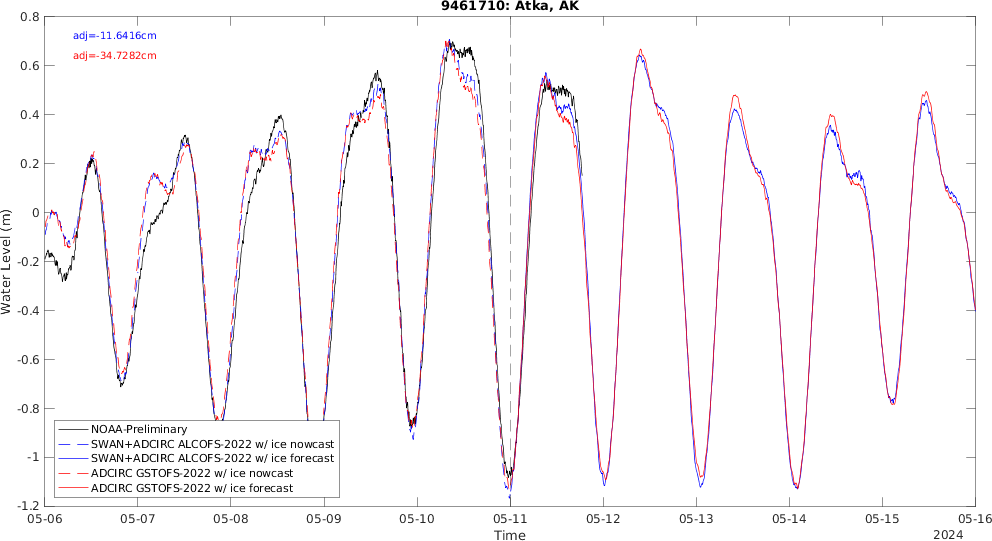 9461710: Atka, AK
adj=-11.6416cm
adj=-34.7282cm
0.8
0.6
0.4
0.2
0
-0.2
-0.4
-0.6
-0.8
-1
-1.2
Water Level (m)
NOAA-Preliminary
SWAN+ADCIRC ALCOFS-2022 w/ ice nowcast
SWAN+ADCIRC ALCOFS-2022 w/ ice forecast
ADCIRC GSTOFS-2022 w/ ice nowcast
ADCIRC GSTOFS-2022 w/ ice forecast
05-06 05-07 05-08 05-09 05-10 05-11 05-12 05-13 05-14 05-15 05-16
Time
2024